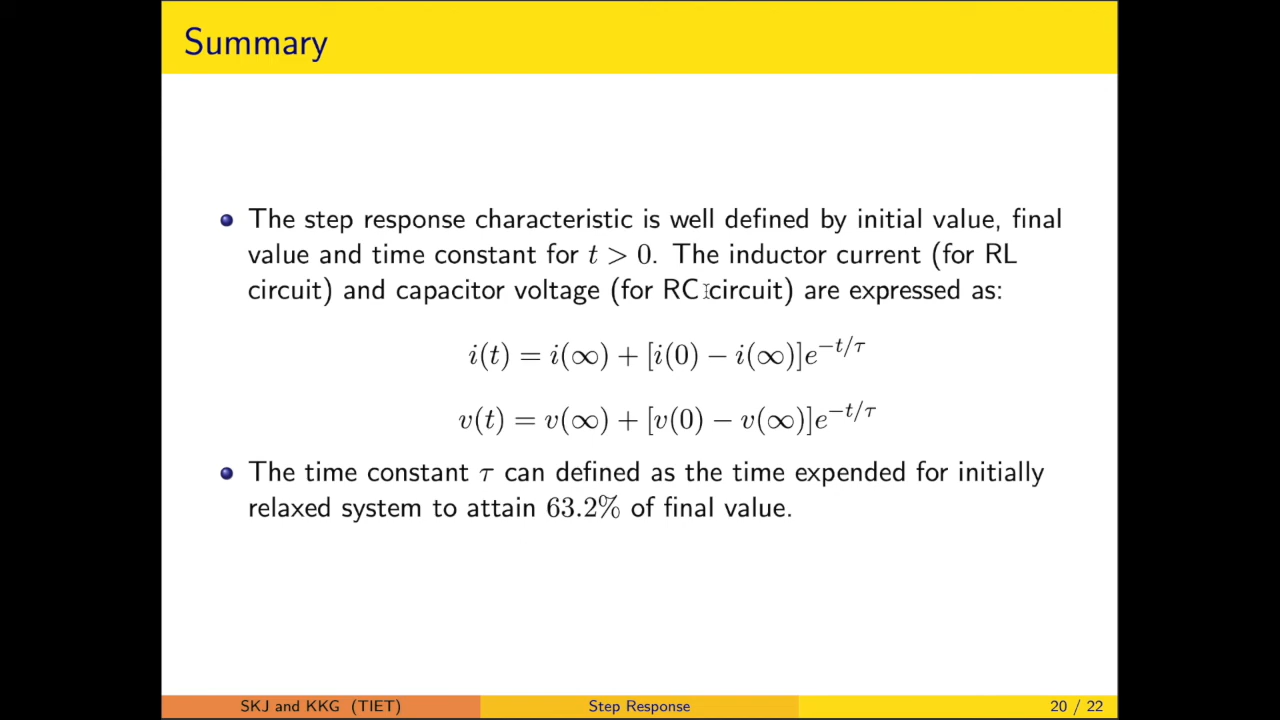 Summary
The step response characteristic is well defined by initial value, final
value and time constant for t > 0. The inductor current (for RL
circuit) and capacitor voltage (for RC circuit) are expressed as:
i(t) = i(∞) + [i(0) − i(∞)]e^{−t/τ}
v(t) = v(∞) + [v(0) − v(∞)]e^{−t/τ}
The time constant τ can defined as the time expended for initially
relaxed system to attain 63.2% of final value.
SKJ and KKG (TIET) Step Response 20 / 22